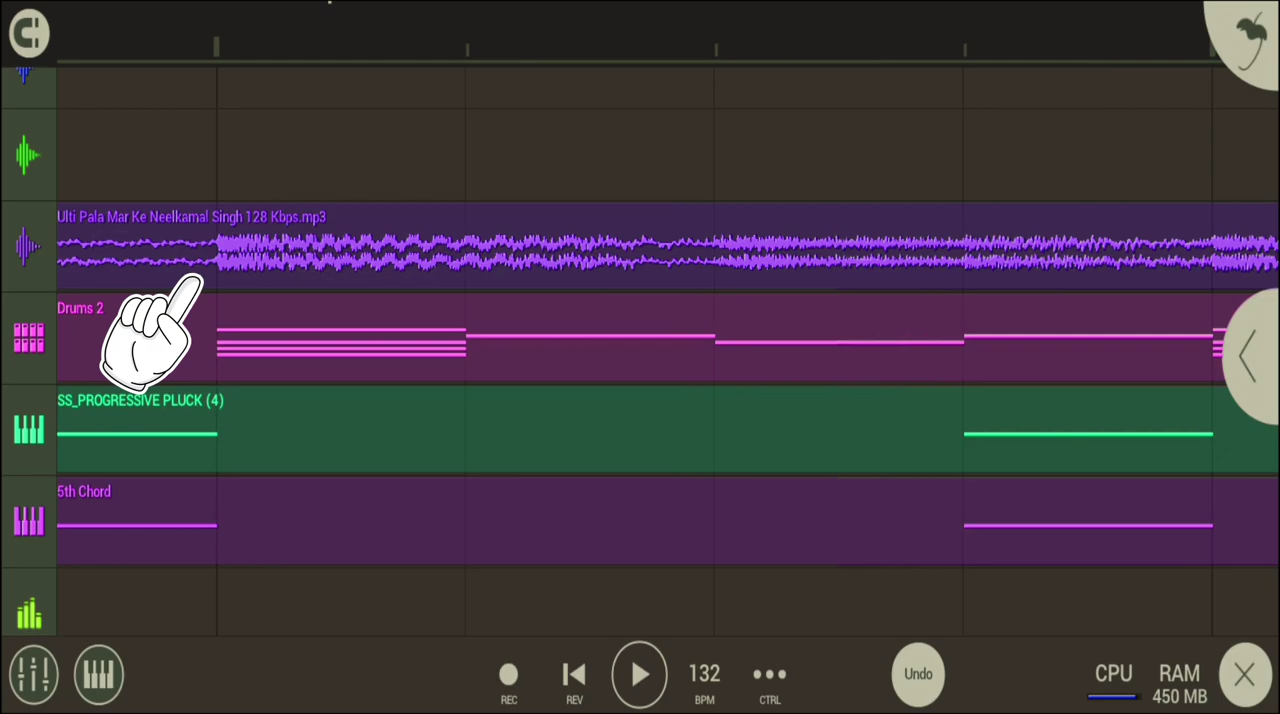 Ulti Pala Mar Ke Neelkamal Singh 128 Kbps.mp3
Drums 2
SS_PROGRESSIVE PLUCK (4)
5th Chord
132
Undo
CPU
RAM
450 MB
REC
REV
BPM
CTRL